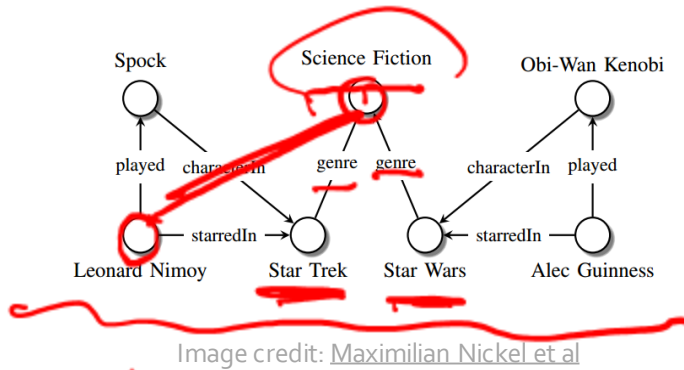 Spock Science Fiction Obi-Wan Kenobi
played characterIn genre genre characterIn played
starredIn starredIn
Leonard Nimoy Star Trek Star Wars Alec Guinness
Image credit: Maximilian Nickel et al